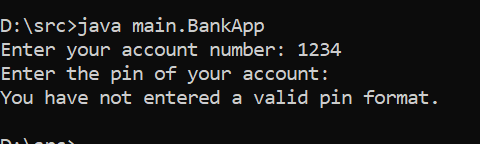 D:\src>java main.BankApp
Enter your account number: 1234
Enter the pin of your account:
You have not entered a valid pin format.
D:\src>